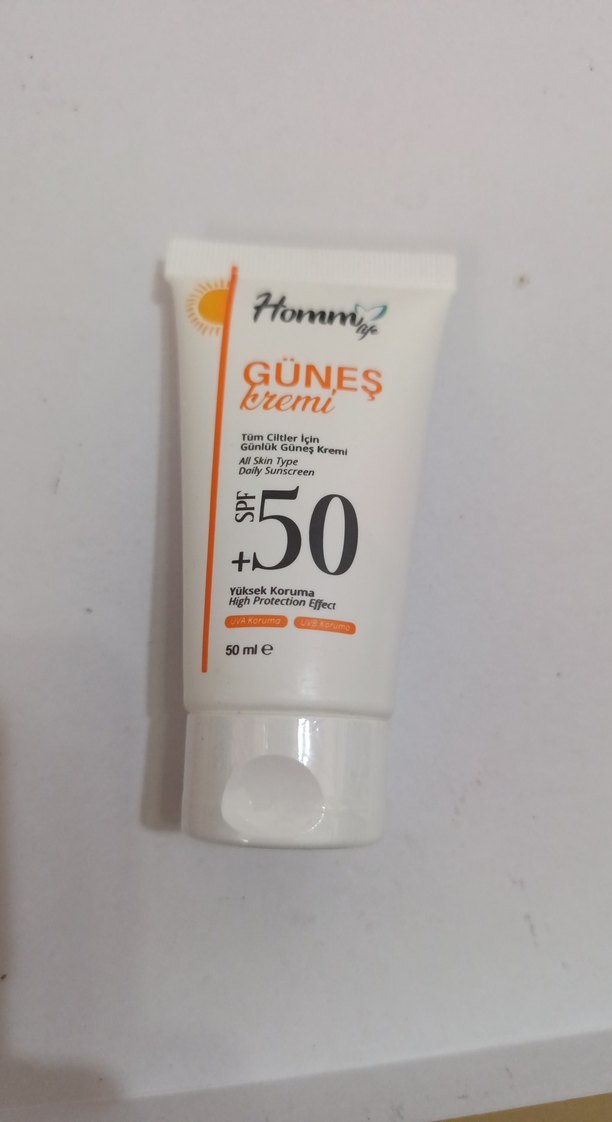 Homm life
GÜNEŞ
kremi
Tüm Ciltler İçin
Günlük Güneş Kremi
All Skin Type
Daily Sunscreen
SPF
+50
Yüksek Koruma
High Protection Effect
UVA Koruma UVB Koruma
50 ml ℮